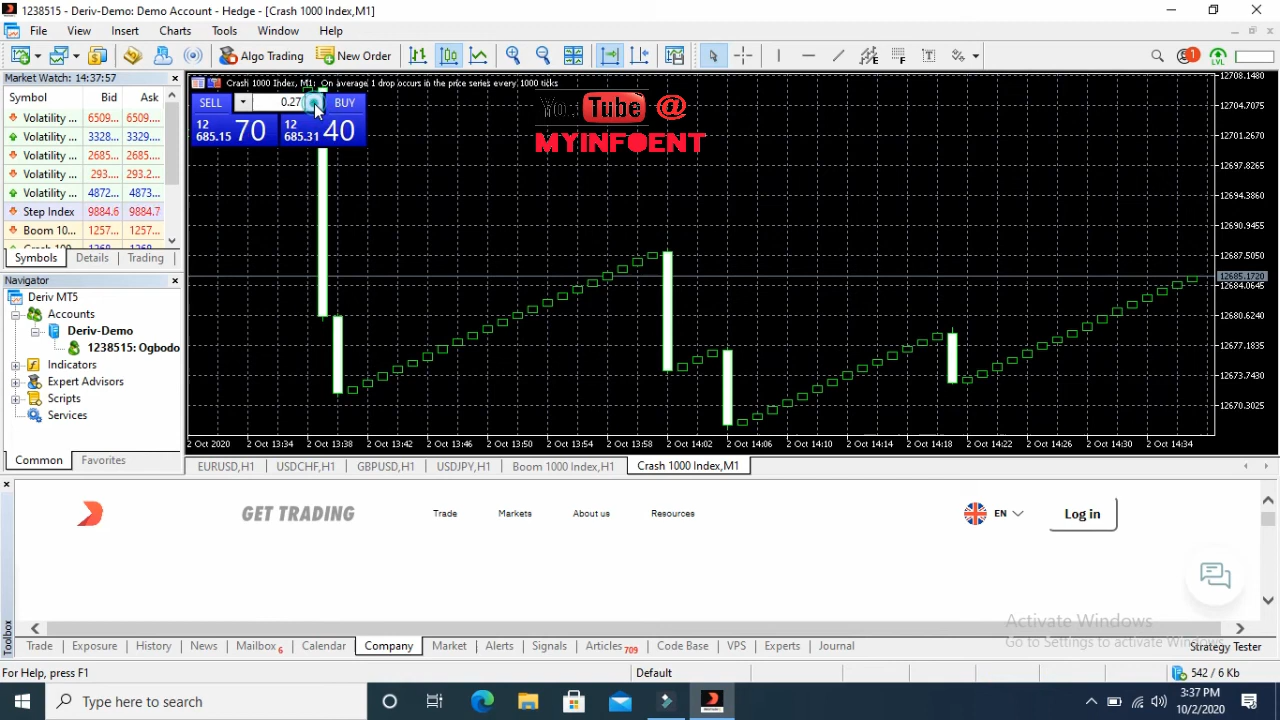 1238515 - Deriv-Demo: Demo Account - Hedge - [Crash 1000 Index,M1]
File View Insert Charts Tools Window Help
Algo Trading New Order 1 LVL
Market Watch: 14:37:57
Symbol Bid Ask
Volatility ... 6509... 6509...
Volatility ... 3328... 3329...
Volatility ... 2685... 2685...
Volatility ... 293.... 293.2...
Volatility ... 4872... 4873...
Step Index 9884.6 9884.7
Boom 10... 1257... 1257...
Crash 100... 1268... 1268...
Symbols Details Trading
Navigator
Deriv MT5
Accounts
Deriv-Demo
1238515: Ogbodo
Indicators
Expert Advisors
Scripts
Services
Common Favorites
Crash 1000 Index, M1: On average 1 drop occurs in the price series every 1000 ticks
SELL 0.27 BUY
12 685.15 70 12 685.31 40
You Tube @
MYINFOENT
12708.1480
12704.7075
12701.2670
12697.8265
12694.3860
12690.9455
12687.5050
12685.1720
12684.0645
12680.6240
12677.1835
12673.7430
12670.3025
2 Oct 2020 2 Oct 13:34 2 Oct 13:38 2 Oct 13:42 2 Oct 13:46 2 Oct 13:50 2 Oct 13:54 2 Oct 13:58 2 Oct 14:02 2 Oct 14:06 2 Oct 14:10 2 Oct 14:14 2 Oct 14:18 2 Oct 14:22 2 Oct 14:26 2 Oct 14:30 2 Oct 14:34
EURUSD,H1 USDCHF,H1 GBPUSD,H1 USDJPY,H1 Boom 1000 Index,H1 Crash 1000 Index,M1
GET TRADING Trade Markets About us Resources EN Log in
Activate Windows
Go to Settings to activate Windows.
Toolbox
Trade Exposure History News Mailbox 6 Calendar Company Market Alerts Signals Articles 709 Code Base VPS Experts Journal Strategy Tester
For Help, press F1 Default 542 / 6 Kb
Type here to search
3:37 PM
10/2/2020